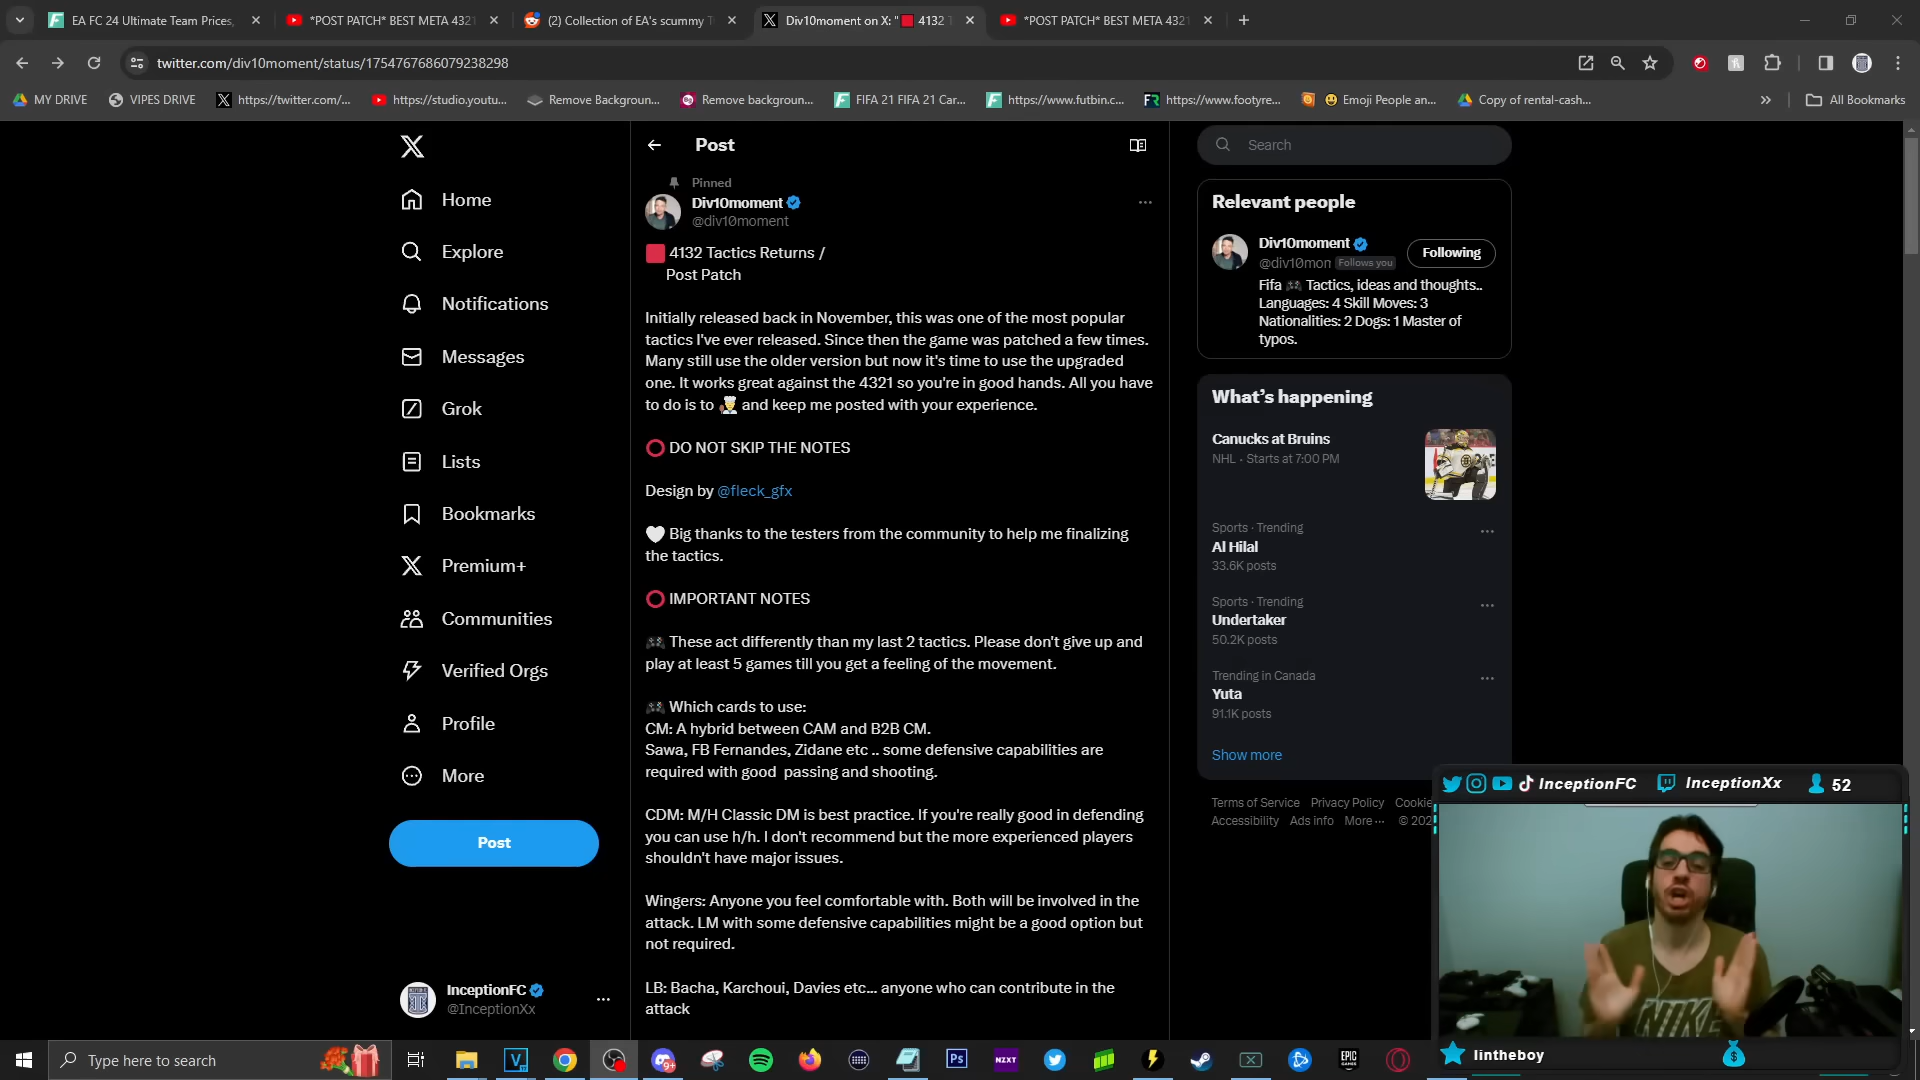 EA FC 24 Ultimate Team Prices,
*POST PATCH* BEST META 4321
(2) Collection of EA's scummy T
Div10moment on X: "🟥 4132 T
*POST PATCH* BEST META 4321
twitter.com/div10moment/status/1754767686079238298
MY DRIVE
VIPES DRIVE
https://twitter.com/...
https://studio.youtu...
Remove Backgroun...
Remove backgroun...
FIFA 21 FIFA 21 Car...
https://www.futbin.c...
https://www.footyre...
😀 Emoji People an...
Copy of rental-cash...
All Bookmarks
Home
Explore
Notifications
Messages
Grok
Lists
Bookmarks
Premium+
Communities
Verified Orgs
Profile
More
Post
InceptionFC
@InceptionXx
Post
Pinned
Div10moment
@div10moment
🟥 4132 Tactics Returns /
Post Patch
Initially released back in November, this was one of the most popular
tactics I've ever released. Since then the game was patched a few times.
Many still use the older version but now it's time to use the upgraded
one. It works great against the 4321 so you're in good hands. All you have
to do is to 🧑‍🍳 and keep me posted with your experience.
⭕ DO NOT SKIP THE NOTES
Design by @fleck_gfx
🤍 Big thanks to the testers from the community to help me finalizing
the tactics.
⭕ IMPORTANT NOTES
🎮 These act differently than my last 2 tactics. Please don't give up and
play at least 5 games till you get a feeling of the movement.
🎮 Which cards to use:
CM: A hybrid between CAM and B2B CM.
Sawa, FB Fernandes, Zidane etc .. some defensive capabilities are
required with good passing and shooting.
CDM: M/H Classic DM is best practice. If you're really good in defending
you can use h/h. I don't recommend but the more experienced players
shouldn't have major issues.
Wingers: Anyone you feel comfortable with. Both will be involved in the
attack. LM with some defensive capabilities might be a good option but
not required.
LB: Bacha, Karchoui, Davies etc... anyone who can contribute in the
attack
Search
Relevant people
Div10moment
@div10mon Follows you
Following
Fifa 🎮 Tactics, ideas and thoughts..
Languages: 4 Skill Moves: 3
Nationalities: 2 Dogs: 1 Master of
typos.
What's happening
Canucks at Bruins
NHL · Starts at 7:00 PM
Sports · Trending
Al Hilal
33.6K posts
Sports · Trending
Undertaker
50.2K posts
Trending in Canada
Yuta
91.1K posts
Show more
Terms of Service Privacy Policy Cookie
Accessibility Ads info More ··· © 202
InceptionFC InceptionXx 52
NIKE
lintheboy
Type here to search
9+
Ps
NZXT
EPIC
GAMES